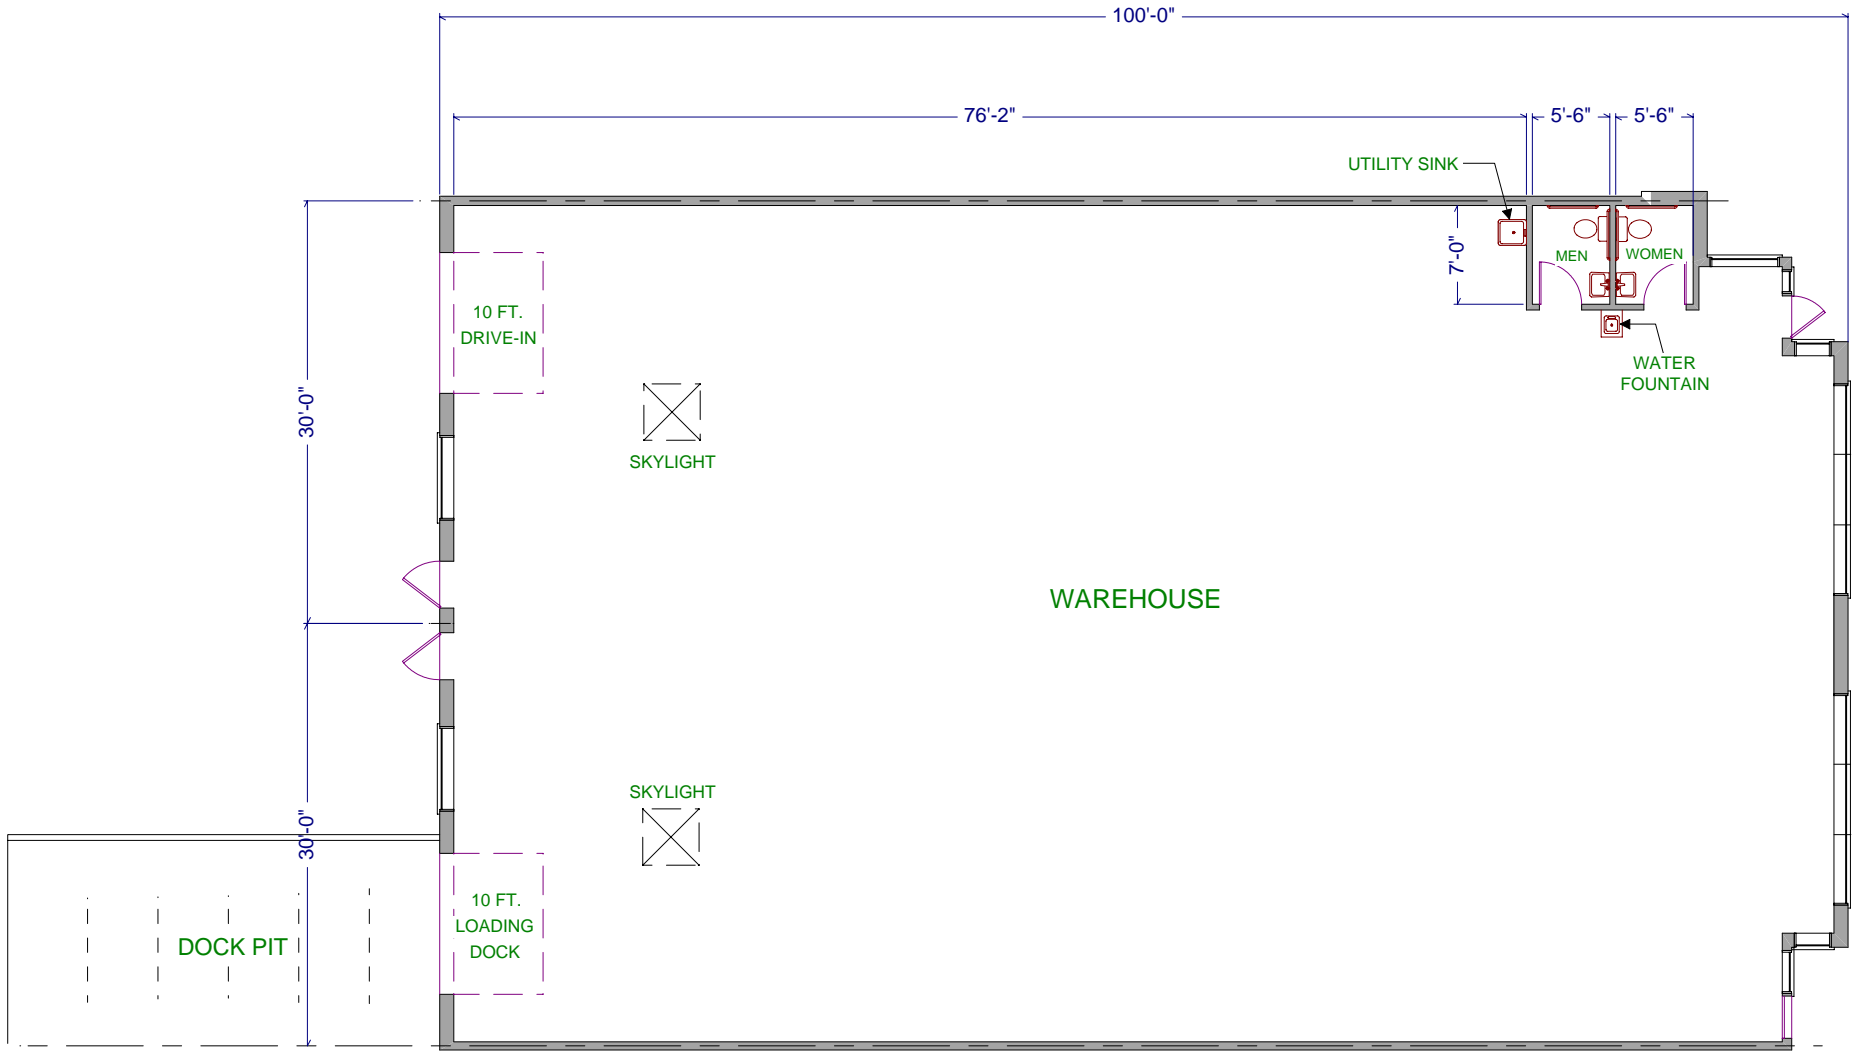 100'-0"
76'-2"
5'-6"
5'-6"
UTILITY SINK
7'-0"
MEN
WOMEN
10 FT.
DRIVE-IN
WATER
FOUNTAIN
30'-0"
SKYLIGHT
WAREHOUSE
SKYLIGHT
30'-0"
10 FT.
LOADING
DOCK
DOCK PIT